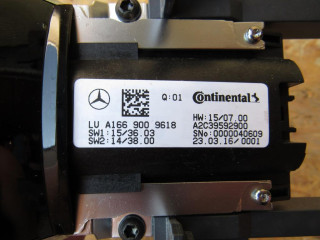 Q:01 Continental
HW:15/07.00
LU A166 900 9618 A2C39592900
SW1:15/36.03 SNo:0000040609
SW2:14/38.00 23.03.16/0001